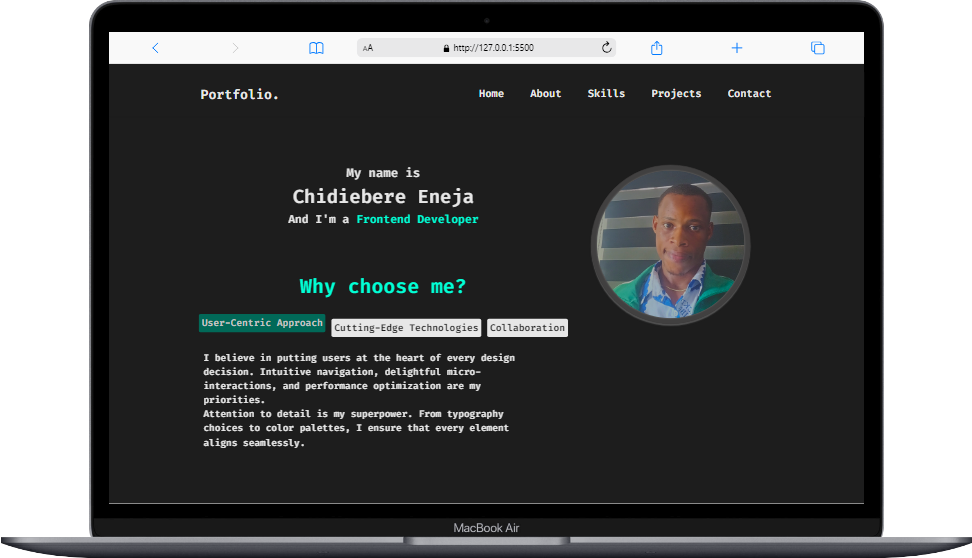 AA http://127.0.0.1:5500
Portfolio. Home About Skills Projects Contact
My name is
Chidiebere Eneja
And I'm a Frontend Developer
Why choose me?
User-Centric Approach Cutting-Edge Technologies Collaboration
I believe in putting users at the heart of every design
decision. Intuitive navigation, delightful micro-
interactions, and performance optimization are my
priorities.
Attention to detail is my superpower. From typography
choices to color palettes, I ensure that every element
aligns seamlessly.
MacBook Air